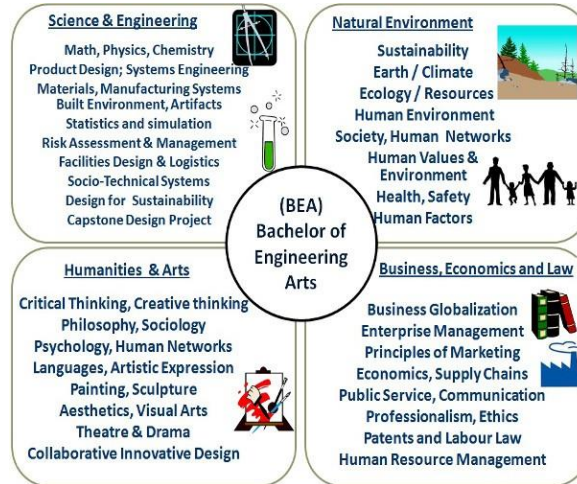 Science & Engineering
Math, Physics, Chemistry
Product Design; Systems Engineering
Materials, Manufacturing Systems
Built Environment, Artifacts
Statistics and simulation
Risk Assessment & Management
Facilities Design & Logistics
Socio-Technical Systems
Design for Sustainability
Capstone Design Project
Natural Environment
Sustainability
Earth / Climate
Ecology / Resources
Human Environment
Society, Human Networks
Human Values &
Environment
Health, Safety
Human Factors
(BEA)
Bachelor of
Engineering
Arts
Humanities & Arts
Critical Thinking, Creative thinking
Philosophy, Sociology
Psychology, Human Networks
Languages, Artistic Expression
Painting, Sculpture
Aesthetics, Visual Arts
Theatre & Drama
Collaborative Innovative Design
Business, Economics and Law
Business Globalization
Enterprise Management
Principles of Marketing
Economics, Supply Chains
Public Service, Communication
Professionalism, Ethics
Patents and Labour Law
Human Resource Management